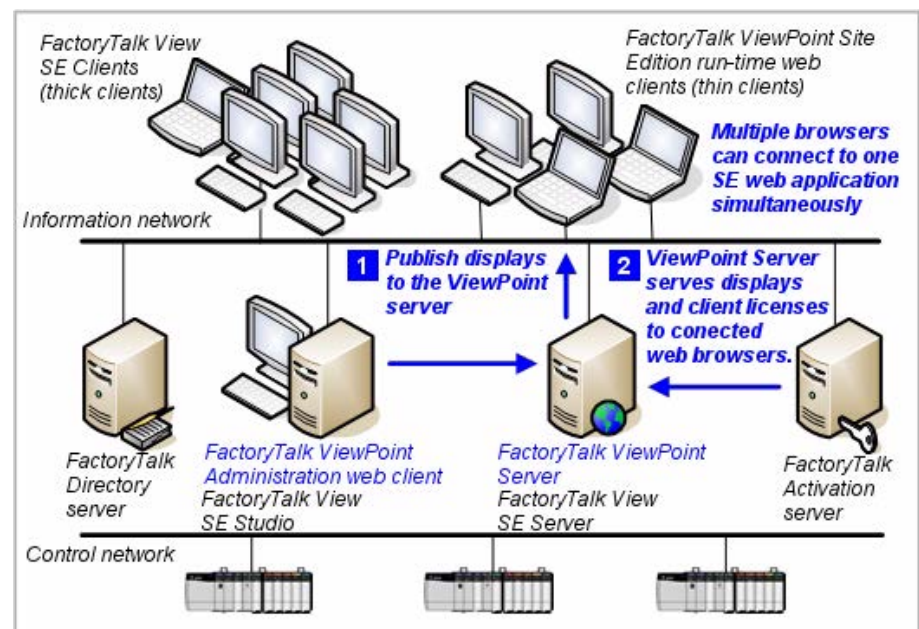 FactoryTalk View
SE Clients
(thick clients)
FactoryTalk ViewPoint Site
Edition run-time web
clients (thin clients)
Multiple browsers
can connect to one
SE web application
simultaneously
Information network
1 Publish displays
to the ViewPoint
server
2 ViewPoint Server
serves displays
and client licenses
to conected
web browsers.
FactoryTalk
Directory
server
FactoryTalk ViewPoint
Administration web client
FactoryTalk View
SE Studio
FactoryTalk ViewPoint
Server
FactoryTalk View
SE Server
FactoryTalk
Activation
server
Control network